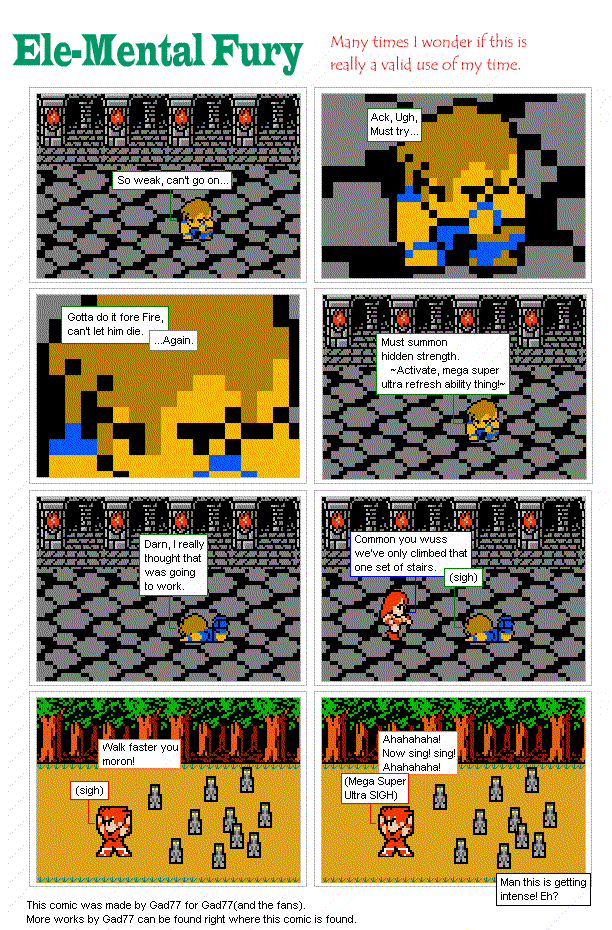 Ele-Mental Fury
Many times I wonder if this is
really a valid use of my time.
So weak, can't go on...
Ack, Ugh,
Must try...
Gotta do it fore Fire,
can't let him die.
...Again.
Must summon
hidden strength.
~Activate, mega super
ultra refresh ability thing!~
Darn, I really
thought that
was going
to work.
Common you wuss
we've only climbed that
one set of stairs.
(sigh)
Walk faster you
moron!
(sigh)
Ahahahaha!
Now sing! sing!
Ahahahaha!
(Mega Super
Ultra SIGH)
Man this is getting
intense! Eh?
This comic was made by Gad77 for Gad77(and the fans).
More works by Gad77 can be found right where this comic is found.